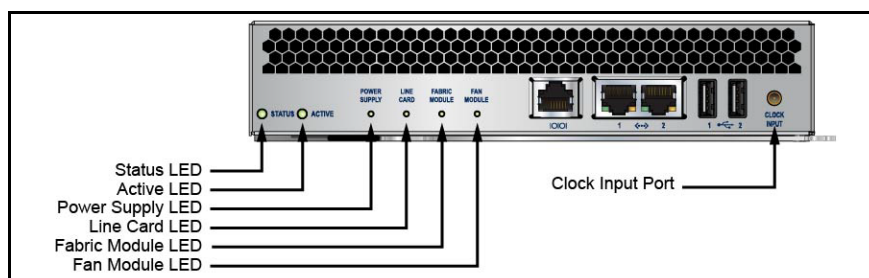 POWER SUPPLY
LINE CARD
FABRIC MODULE
FAN MODULE
STATUS
ACTIVE
IOIOI
1
2
1
2
CLOCK INPUT
Status LED
Active LED
Power Supply LED
Line Card LED
Fabric Module LED
Fan Module LED
Clock Input Port